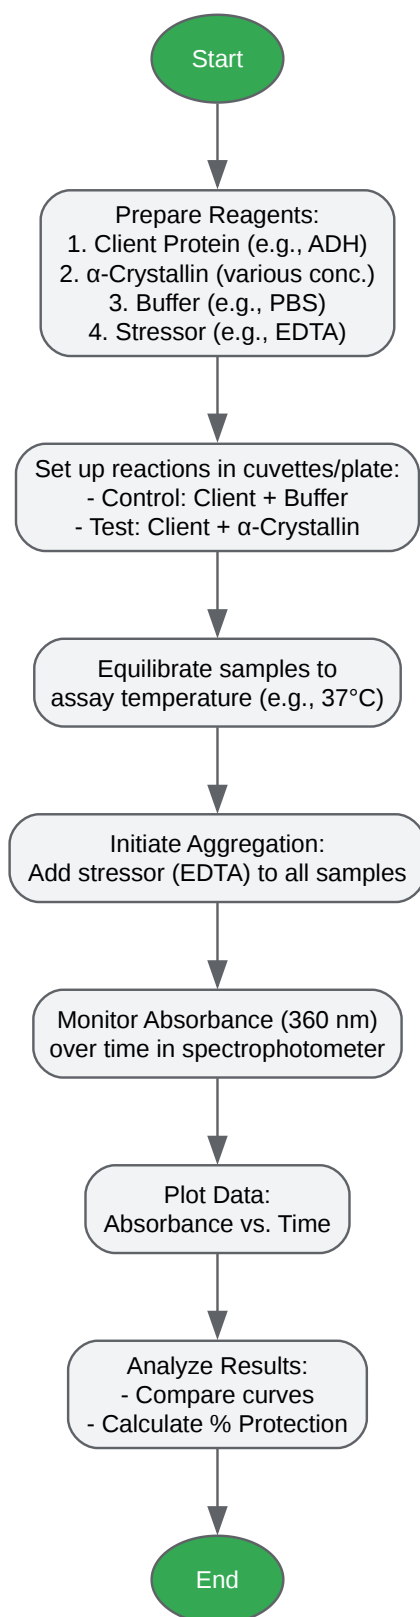 Start
Prepare Reagents:
1. Client Protein (e.g., ADH)
2. α-Crystallin (various conc.)
3. Buffer (e.g., PBS)
4. Stressor (e.g., EDTA)
Set up reactions in cuvettes/plate:
- Control: Client + Buffer
- Test: Client + α-Crystallin
Equilibrate samples to
assay temperature (e.g., 37°C)
Initiate Aggregation:
Add stressor (EDTA) to all samples
Monitor Absorbance (360 nm)
over time in spectrophotometer
Plot Data:
Absorbance vs. Time
Analyze Results:
- Compare curves
- Calculate % Protection
End